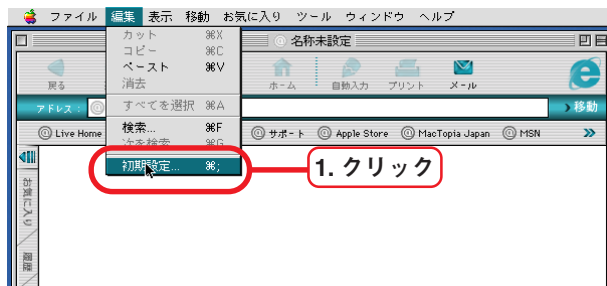 ファイル 編集 表示 移動 お気に入り ツール ウィンドウ ヘルプ
名称未設定
カット ⌘X
コピー ⌘C
ペースト ⌘V
消去
すべてを選択 ⌘A
検索... ⌘F
次を検索 ⌘G
初期設定... ⌘;
戻る
ホーム 自動入力 プリント メール
アドレス: 移動
Live Home サポート Apple Store MacTopia Japan MSN
お気に入り
履歴
1. クリック